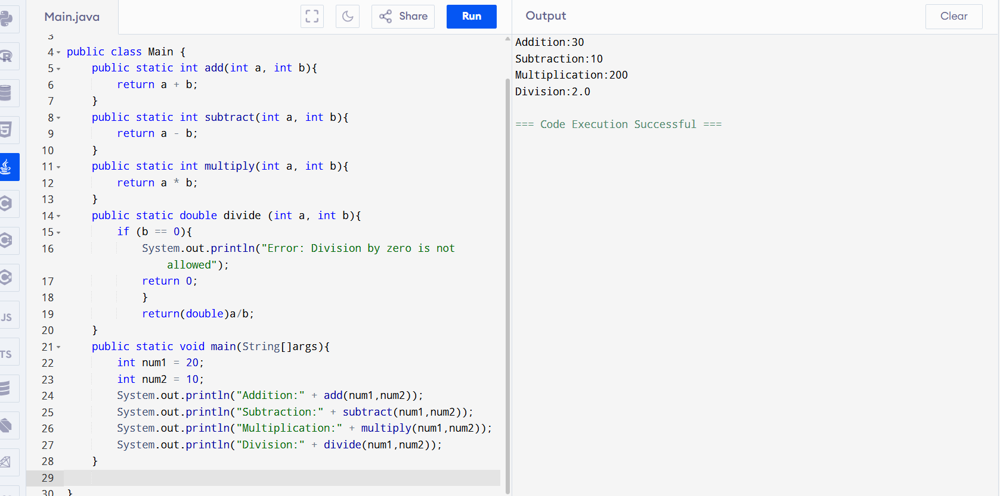 Main.java
Share
Run
Output
Clear
3
4 public class Main {
5 public static int add(int a, int b){
6 return a + b;
7 }
8 public static int subtract(int a, int b){
9 return a - b;
10 }
11 public static int multiply(int a, int b){
12 return a * b;
13 }
14 public static double divide (int a, int b){
15 if (b == 0){
16 System.out.println("Error: Division by zero is not
allowed");
17 return 0;
18 }
19 return(double)a/b;
20 }
21 public static void main(String[]args){
22 int num1 = 20;
23 int num2 = 10;
24 System.out.println("Addition:" + add(num1,num2));
25 System.out.println("Subtraction:" + subtract(num1,num2));
26 System.out.println("Multiplication:" + multiply(num1,num2));
27 System.out.println("Division:" + divide(num1,num2));
28 }
29
30 }
Addition:30
Subtraction:10
Multiplication:200
Division:2.0
=== Code Execution Successful ===
R
5
C
C
C
JS
TS